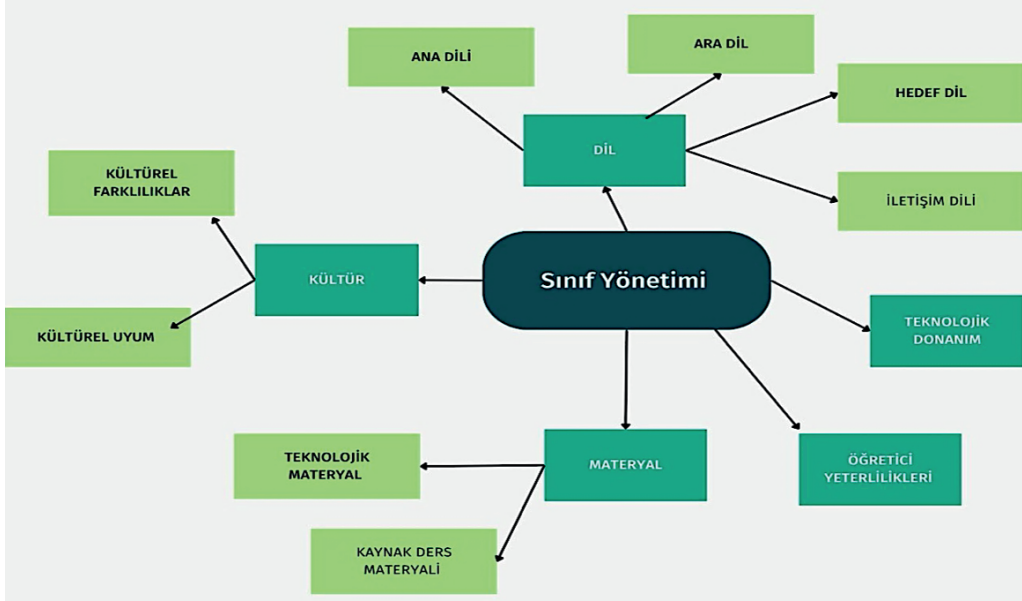 ANA DİLİ
ARA DİL
HEDEF DİL
DİL
İLETİŞİM DİLİ
KÜLTÜREL
FARKLILIKLAR
KÜLTÜR
Sınıf Yönetimi
KÜLTÜREL UYUM
TEKNOLOJİK
DONANIM
TEKNOLOJİK
MATERYAL
MATERYAL
ÖĞRETİCİ
YETERLİLİKLERİ
KAYNAK DERS
MATERYALİ